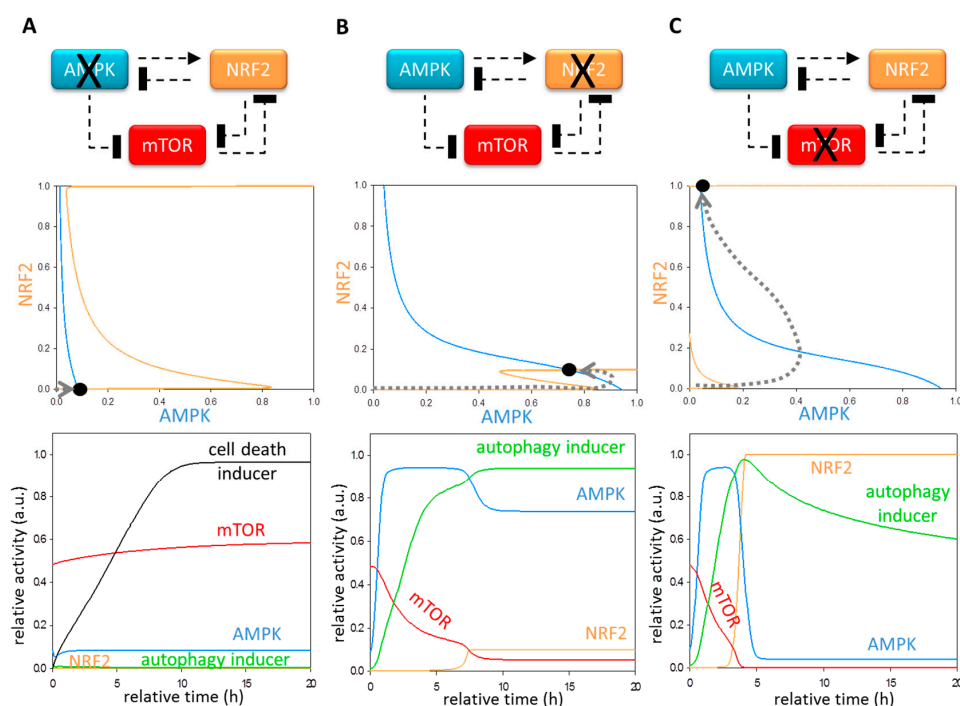 A
B
C
AMPK
NRF2
mTOR
AMPK
NRF2
mTOR
AMPK
NRF2
mTOR
NRF2
1.0
0.8
0.6
0.4
0.2
0.0
0.0 0.2 0.4 0.6 0.8 1.0
AMPK
NRF2
1.0
0.8
0.6
0.4
0.2
0.0
0.0 0.2 0.4 0.6 0.8 1.0
AMPK
NRF2
1.0
0.8
0.6
0.4
0.2
0.0
0.0 0.2 0.4 0.6 0.8 1.0
AMPK
relative activity (a.u.)
1.0
0.8
0.6
0.4
0.2
0.0
cell death
inducer
mTOR
AMPK
NRF2
autophagy inducer
0 5 10 15 20
relative time (h)
relative activity (a.u.)
1.0
0.8
0.6
0.4
0.2
0.0
autophagy inducer
AMPK
mTOR
NRF2
0 5 10 15 20
relative time (h)
relative activity (a.u.)
1.0
0.8
0.6
0.4
0.2
0.0
NRF2
autophagy
inducer
mTOR
AMPK
0 5 10 15 20
relative time (h)